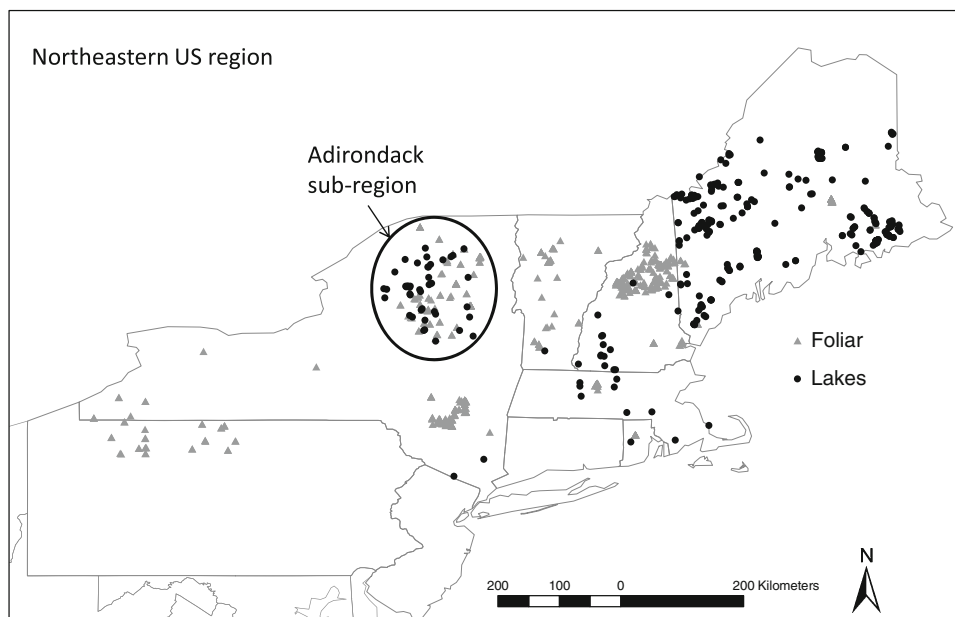 Northeastern US region
Adirondack
sub-region
Foliar
Lakes
N
200 100 0 200 Kilometers